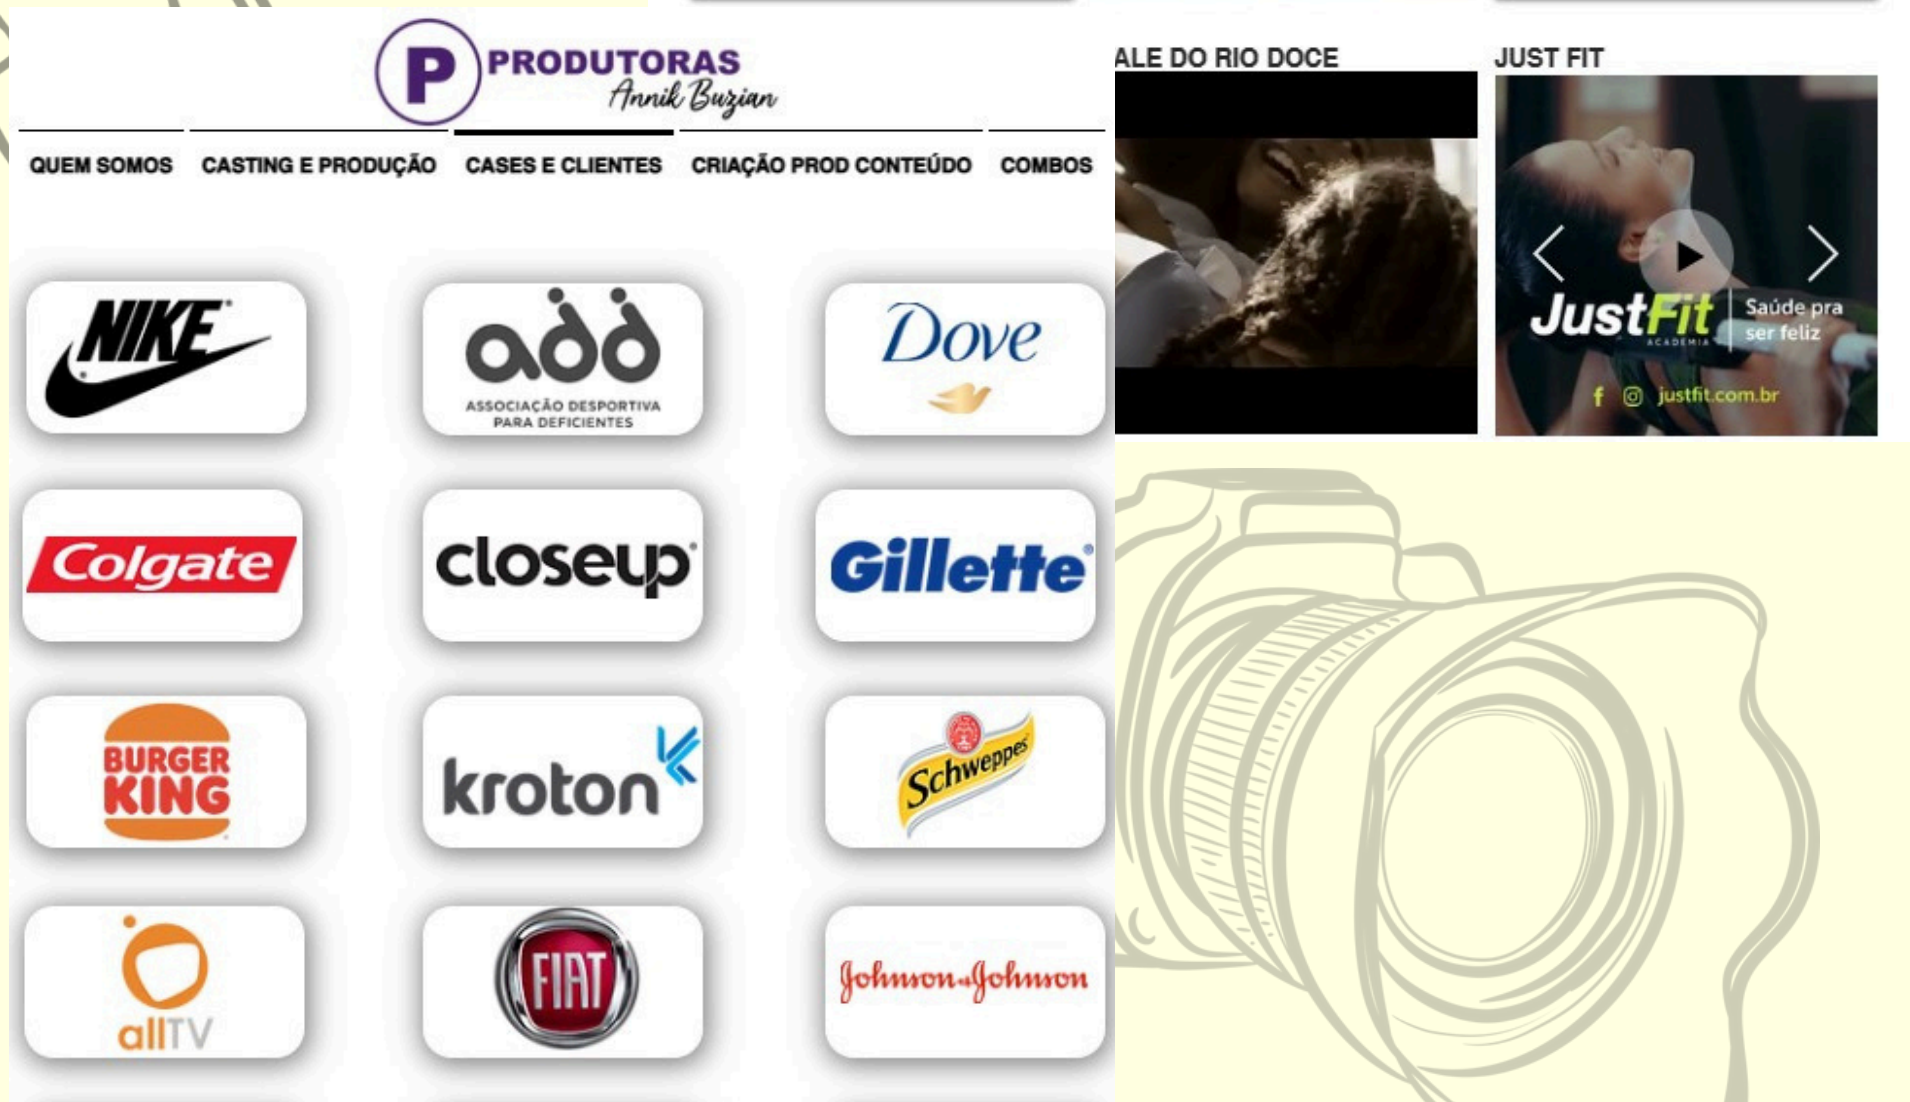 P PRODUTORAS
Annik Buzian
QUEM SOMOS CASTING E PRODUÇÃO CASES E CLIENTES CRIAÇÃO PROD CONTEÚDO COMBOS
NIKE
add
ASSOCIAÇÃO DESPORTIVA
PARA DEFICIENTES
Dove
Colgate
closeup
Gillette
BURGER
KING
kroton
Schweppes
allTV
FIAT
Johnson&Johnson
ALE DO RIO DOCE
JUST FIT
JustFit
ACADEMIA
Saúde pra
ser feliz
justfit.com.br